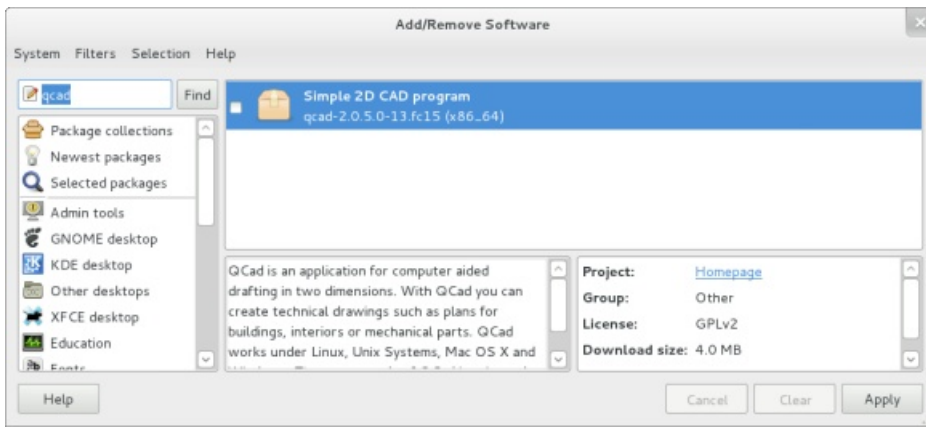 Add/Remove Software
System Filters Selection Help
qcad
Find
Package collections
Newest packages
Selected packages
Admin tools
GNOME desktop
KDE desktop
Other desktops
XFCE desktop
Education
Fonts
Simple 2D CAD program
qcad-2.0.5.0-13.fc15 (x86_64)
QCad is an application for computer aided
drafting in two dimensions. With QCad you can
create technical drawings such as plans for
buildings, interiors or mechanical parts. QCad
works under Linux, Unix Systems, Mac OS X and
Project: Homepage
Group: Other
License: GPLv2
Download size: 4.0 MB
Help
Cancel
Clear
Apply